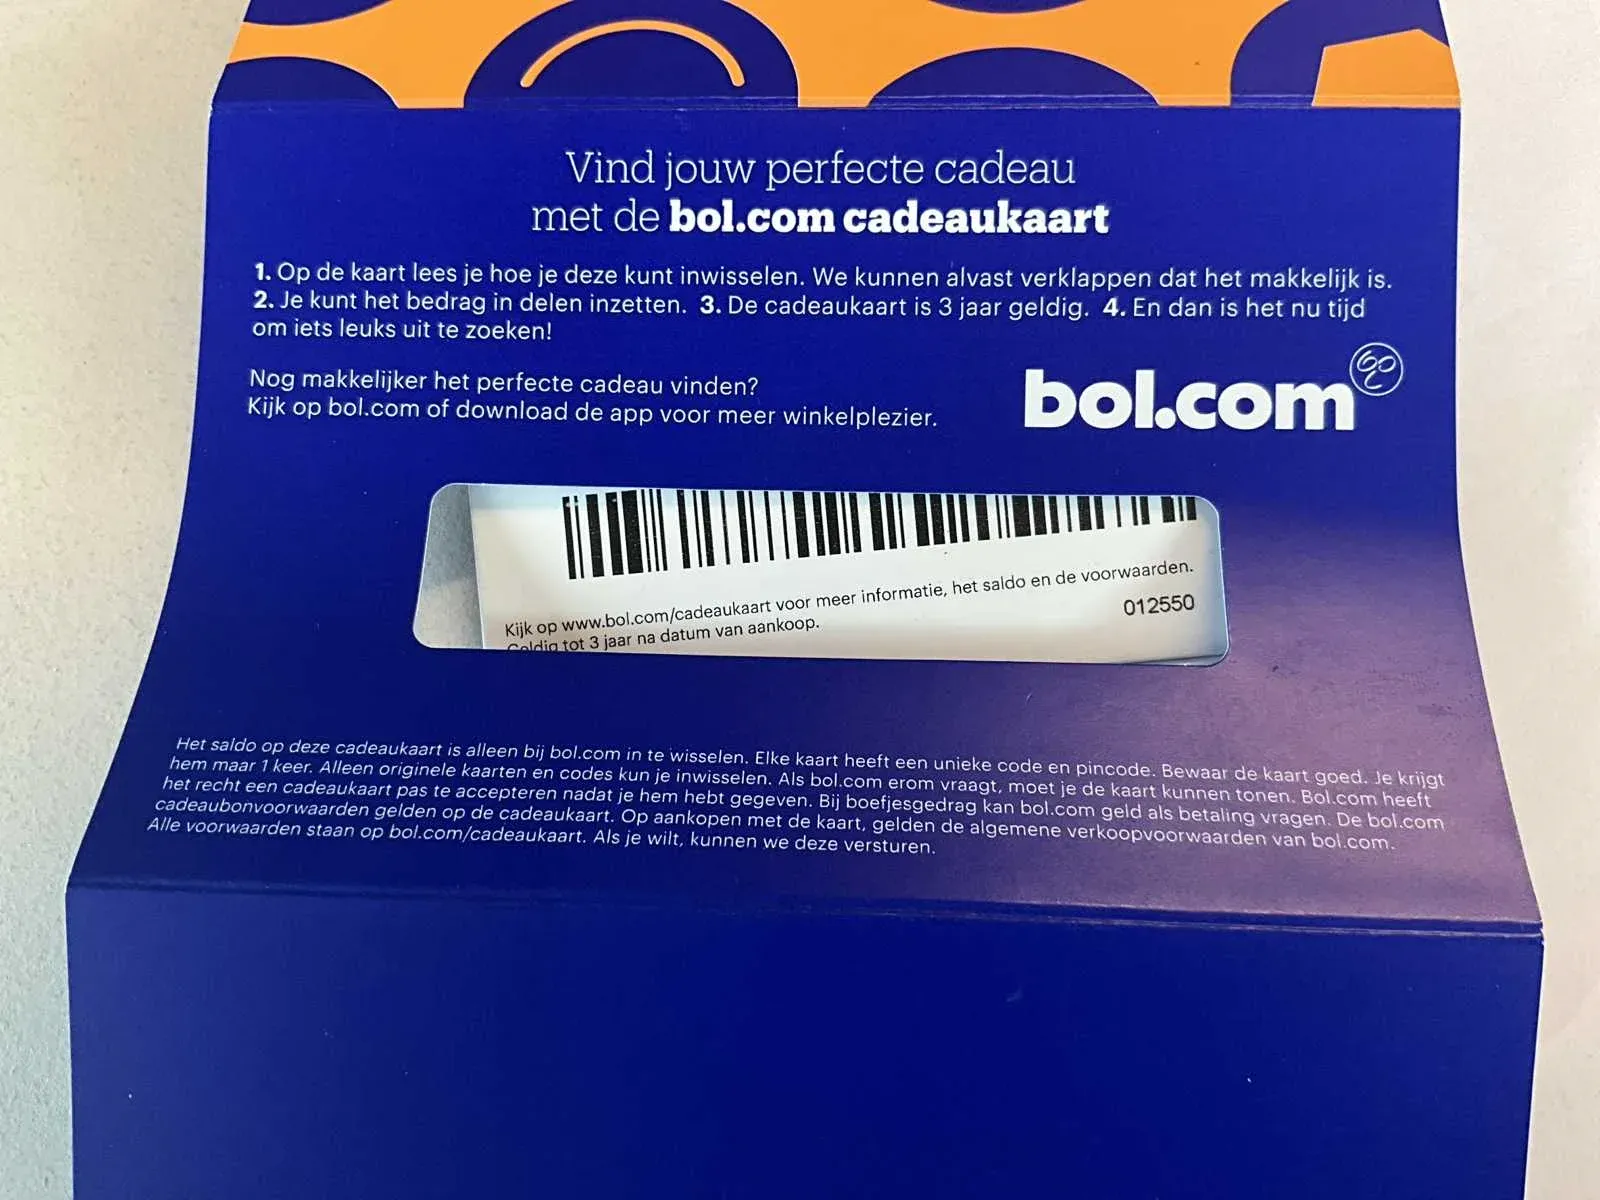 Vind jouw perfecte cadeau
met de bol.com cadeaukaart
1. Op de kaart lees je hoe je deze kunt inwisselen. We kunnen alvast verklappen dat het makkelijk is.
2. Je kunt het bedrag in delen inzetten. 3. De cadeaukaart is 3 jaar geldig. 4. En dan is het nu tijd
om iets leuks uit te zoeken!
Nog makkelijker het perfecte cadeau vinden?
Kijk op bol.com of download de app voor meer winkelplezier.
bol.com
Kijk op www.bol.com/cadeaukaart voor meer informatie, het saldo en de voorwaarden.
Geldig tot 3 jaar na datum van aankoop.
012550
Het saldo op deze cadeaukaart is alleen bij bol.com in te wisselen. Elke kaart heeft een unieke code en pincode. Bewaar de kaart goed. Je krijgt
hem maar 1 keer. Alleen originele kaarten en codes kun je inwisselen. Als bol.com erom vraagt, moet je de kaart kunnen tonen. Bol.com heeft
het recht een cadeaukaart pas te accepteren nadat je hem hebt gegeven. Bij boefjesgedrag kan bol.com geld als betaling vragen. De bol.com
cadeaubonvoorwaarden gelden op de cadeaukaart. Op aankopen met de kaart, gelden de algemene verkoopvoorwaarden van bol.com.
Alle voorwaarden staan op bol.com/cadeaukaart. Als je wilt, kunnen we deze versturen.